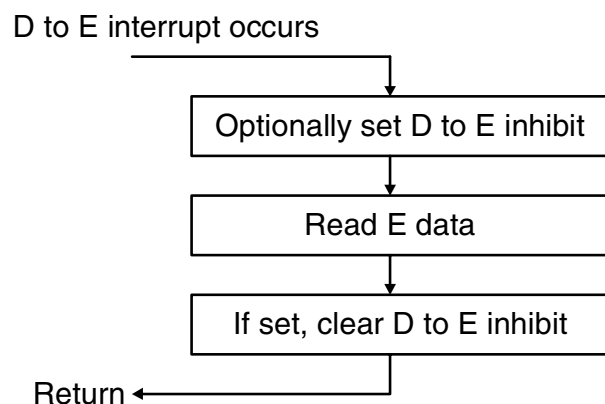 D to E interrupt occurs
Optionally set D to E inhibit
Read E data
If set, clear D to E inhibit
Return